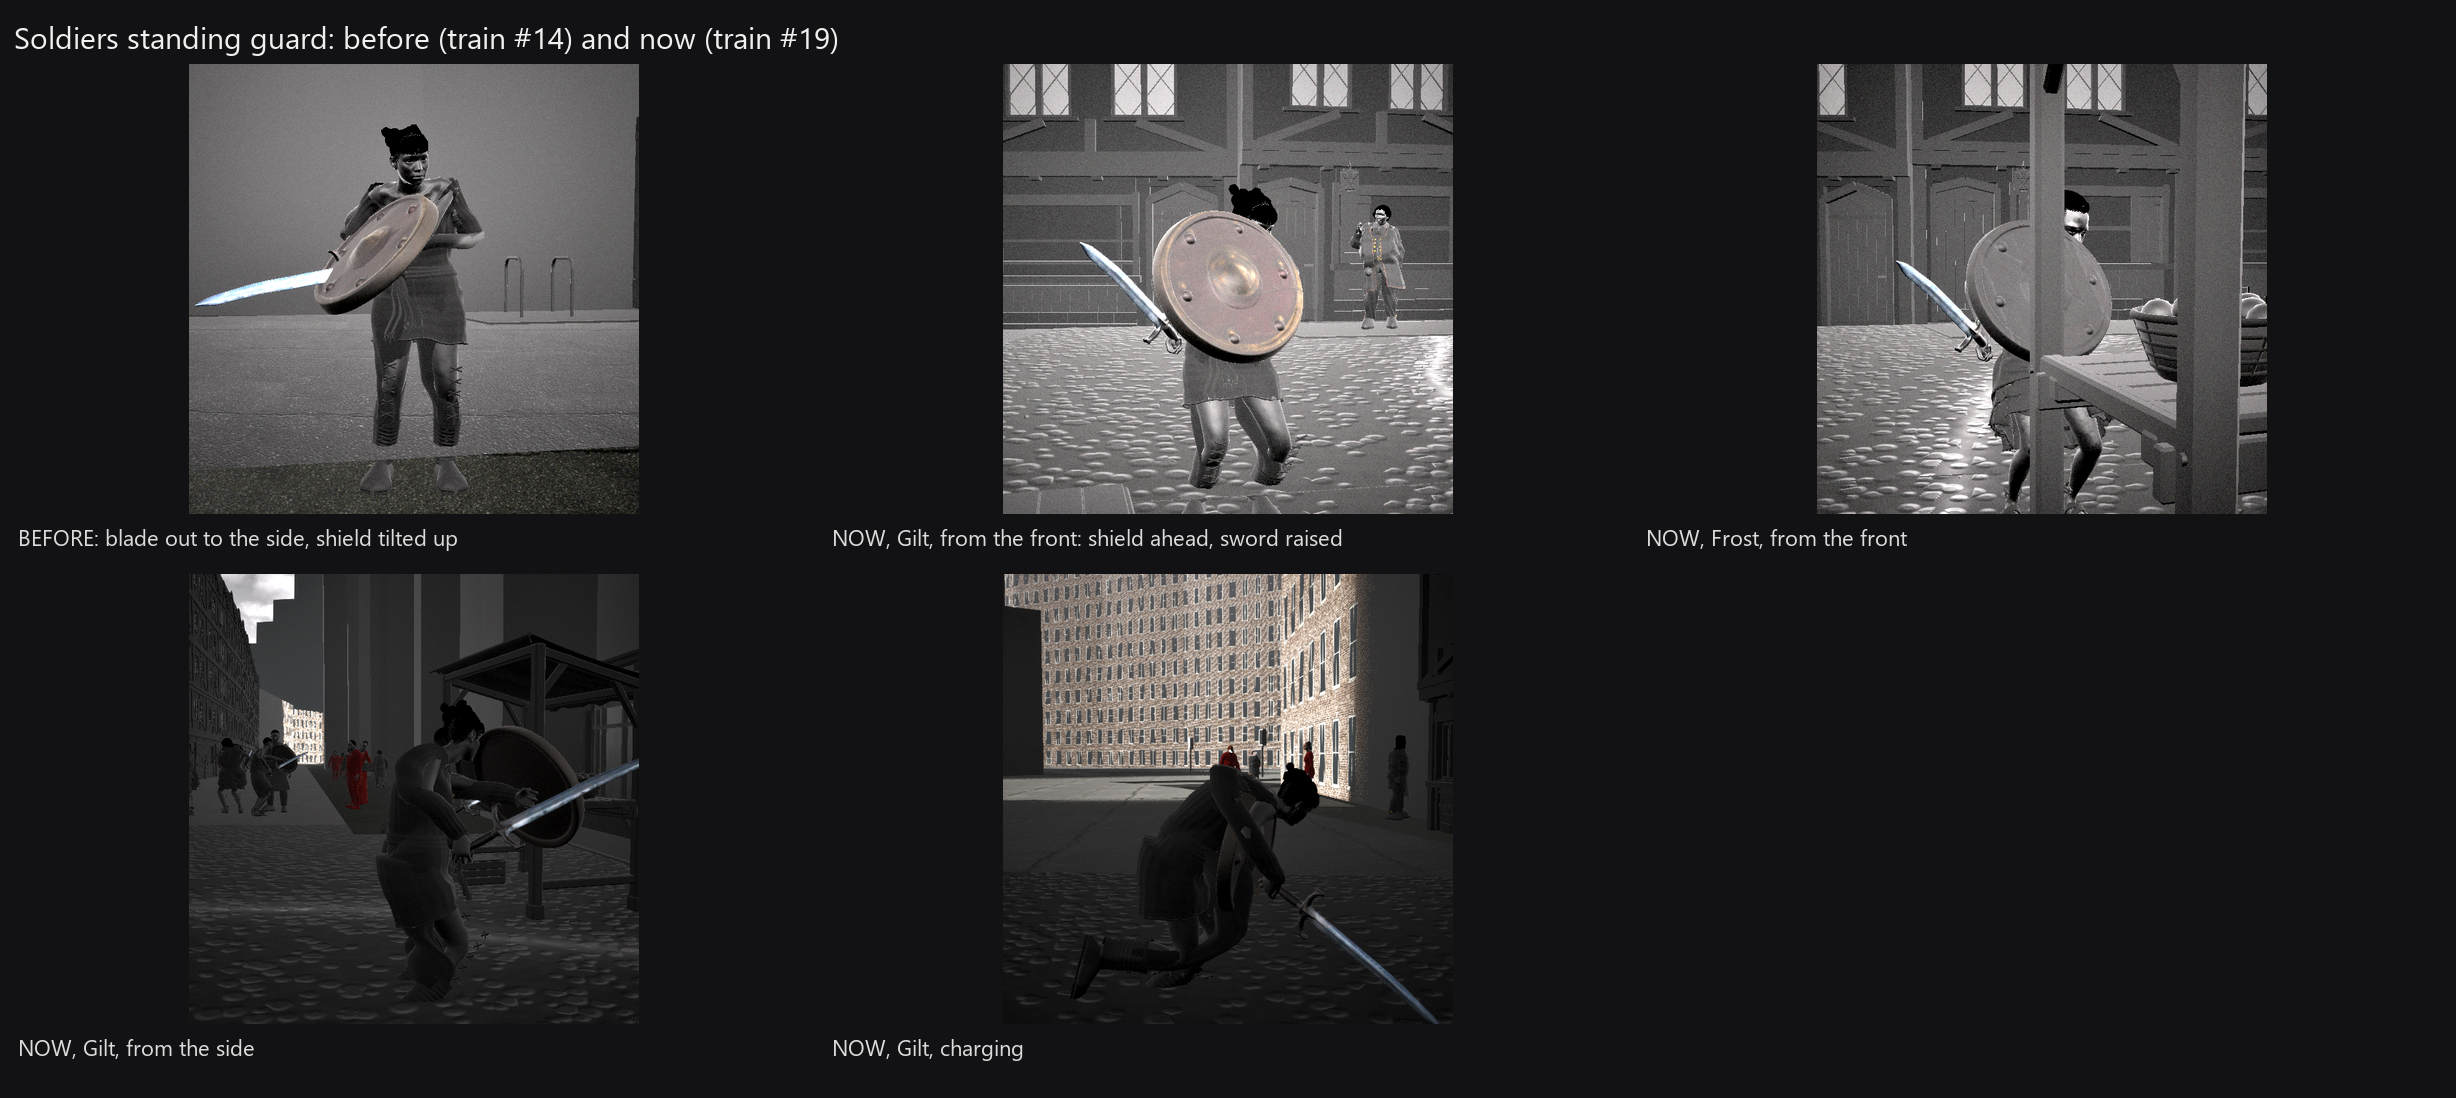 Soldiers standing guard: before (train #14) and now (train #19)
BEFORE: blade out to the side, shield tilted up
NOW, Gilt, from the front: shield ahead, sword raised
NOW, Frost, from the front
NOW, Gilt, from the side
NOW, Gilt, charging